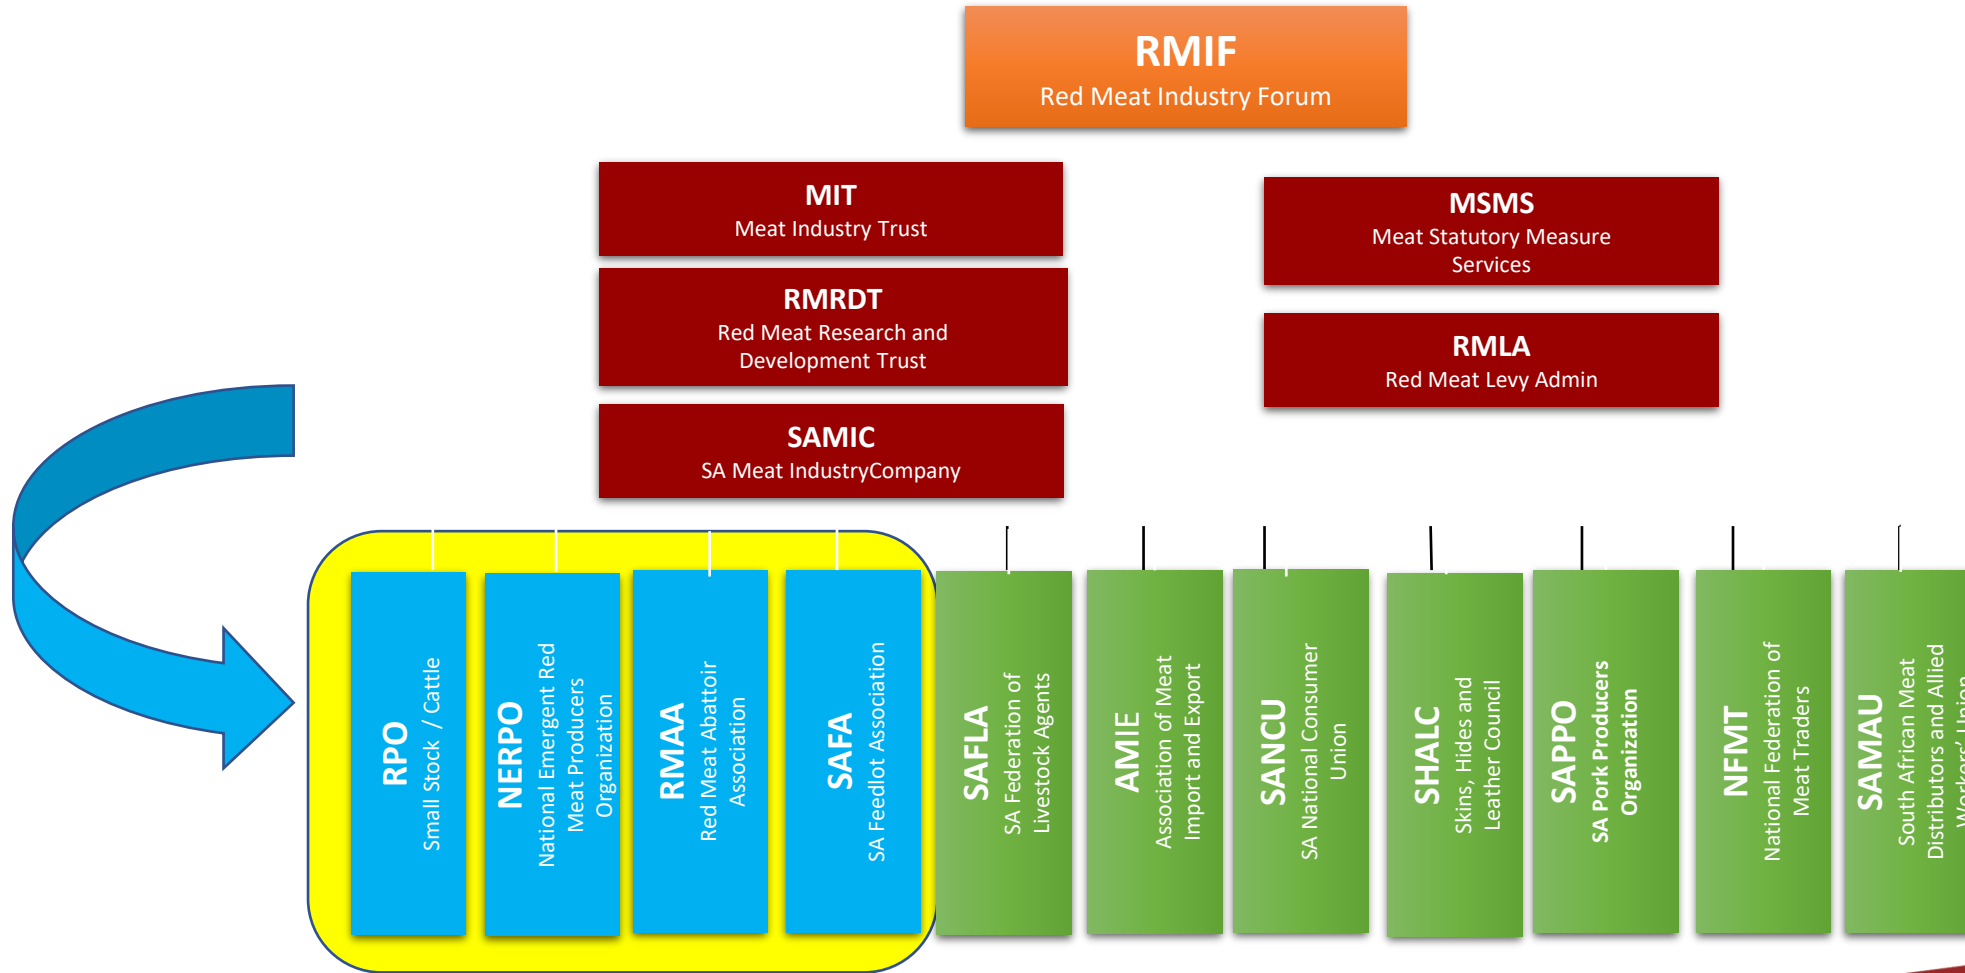 RMIF
Red Meat Industry Forum
MIT
Meat Industry Trust
RMRDT
Red Meat Research and
Development Trust
SAMIC
SA Meat IndustryCompany
MSMS
Meat Statutory Measure
Services
RMLA
Red Meat Levy Admin
RPO
Small Stock / Cattle
NERPO
National Emergent Red
Meat Producers
Organization
RMAA
Red Meat Abattoir
Association
SAFA
SA Feedlot Association
SAFLA
SA Federation of
Livestock Agents
AMIE
Association of Meat
Import and Export
SANCU
SA National Consumer
Union
SHALC
Skins, Hides and
Leather Council
SAPPO
SA Pork Producers
Organization
NFMT
National Federation of
Meat Traders
SAMAU
South African Meat
Distributors and Allied
Workers' Union